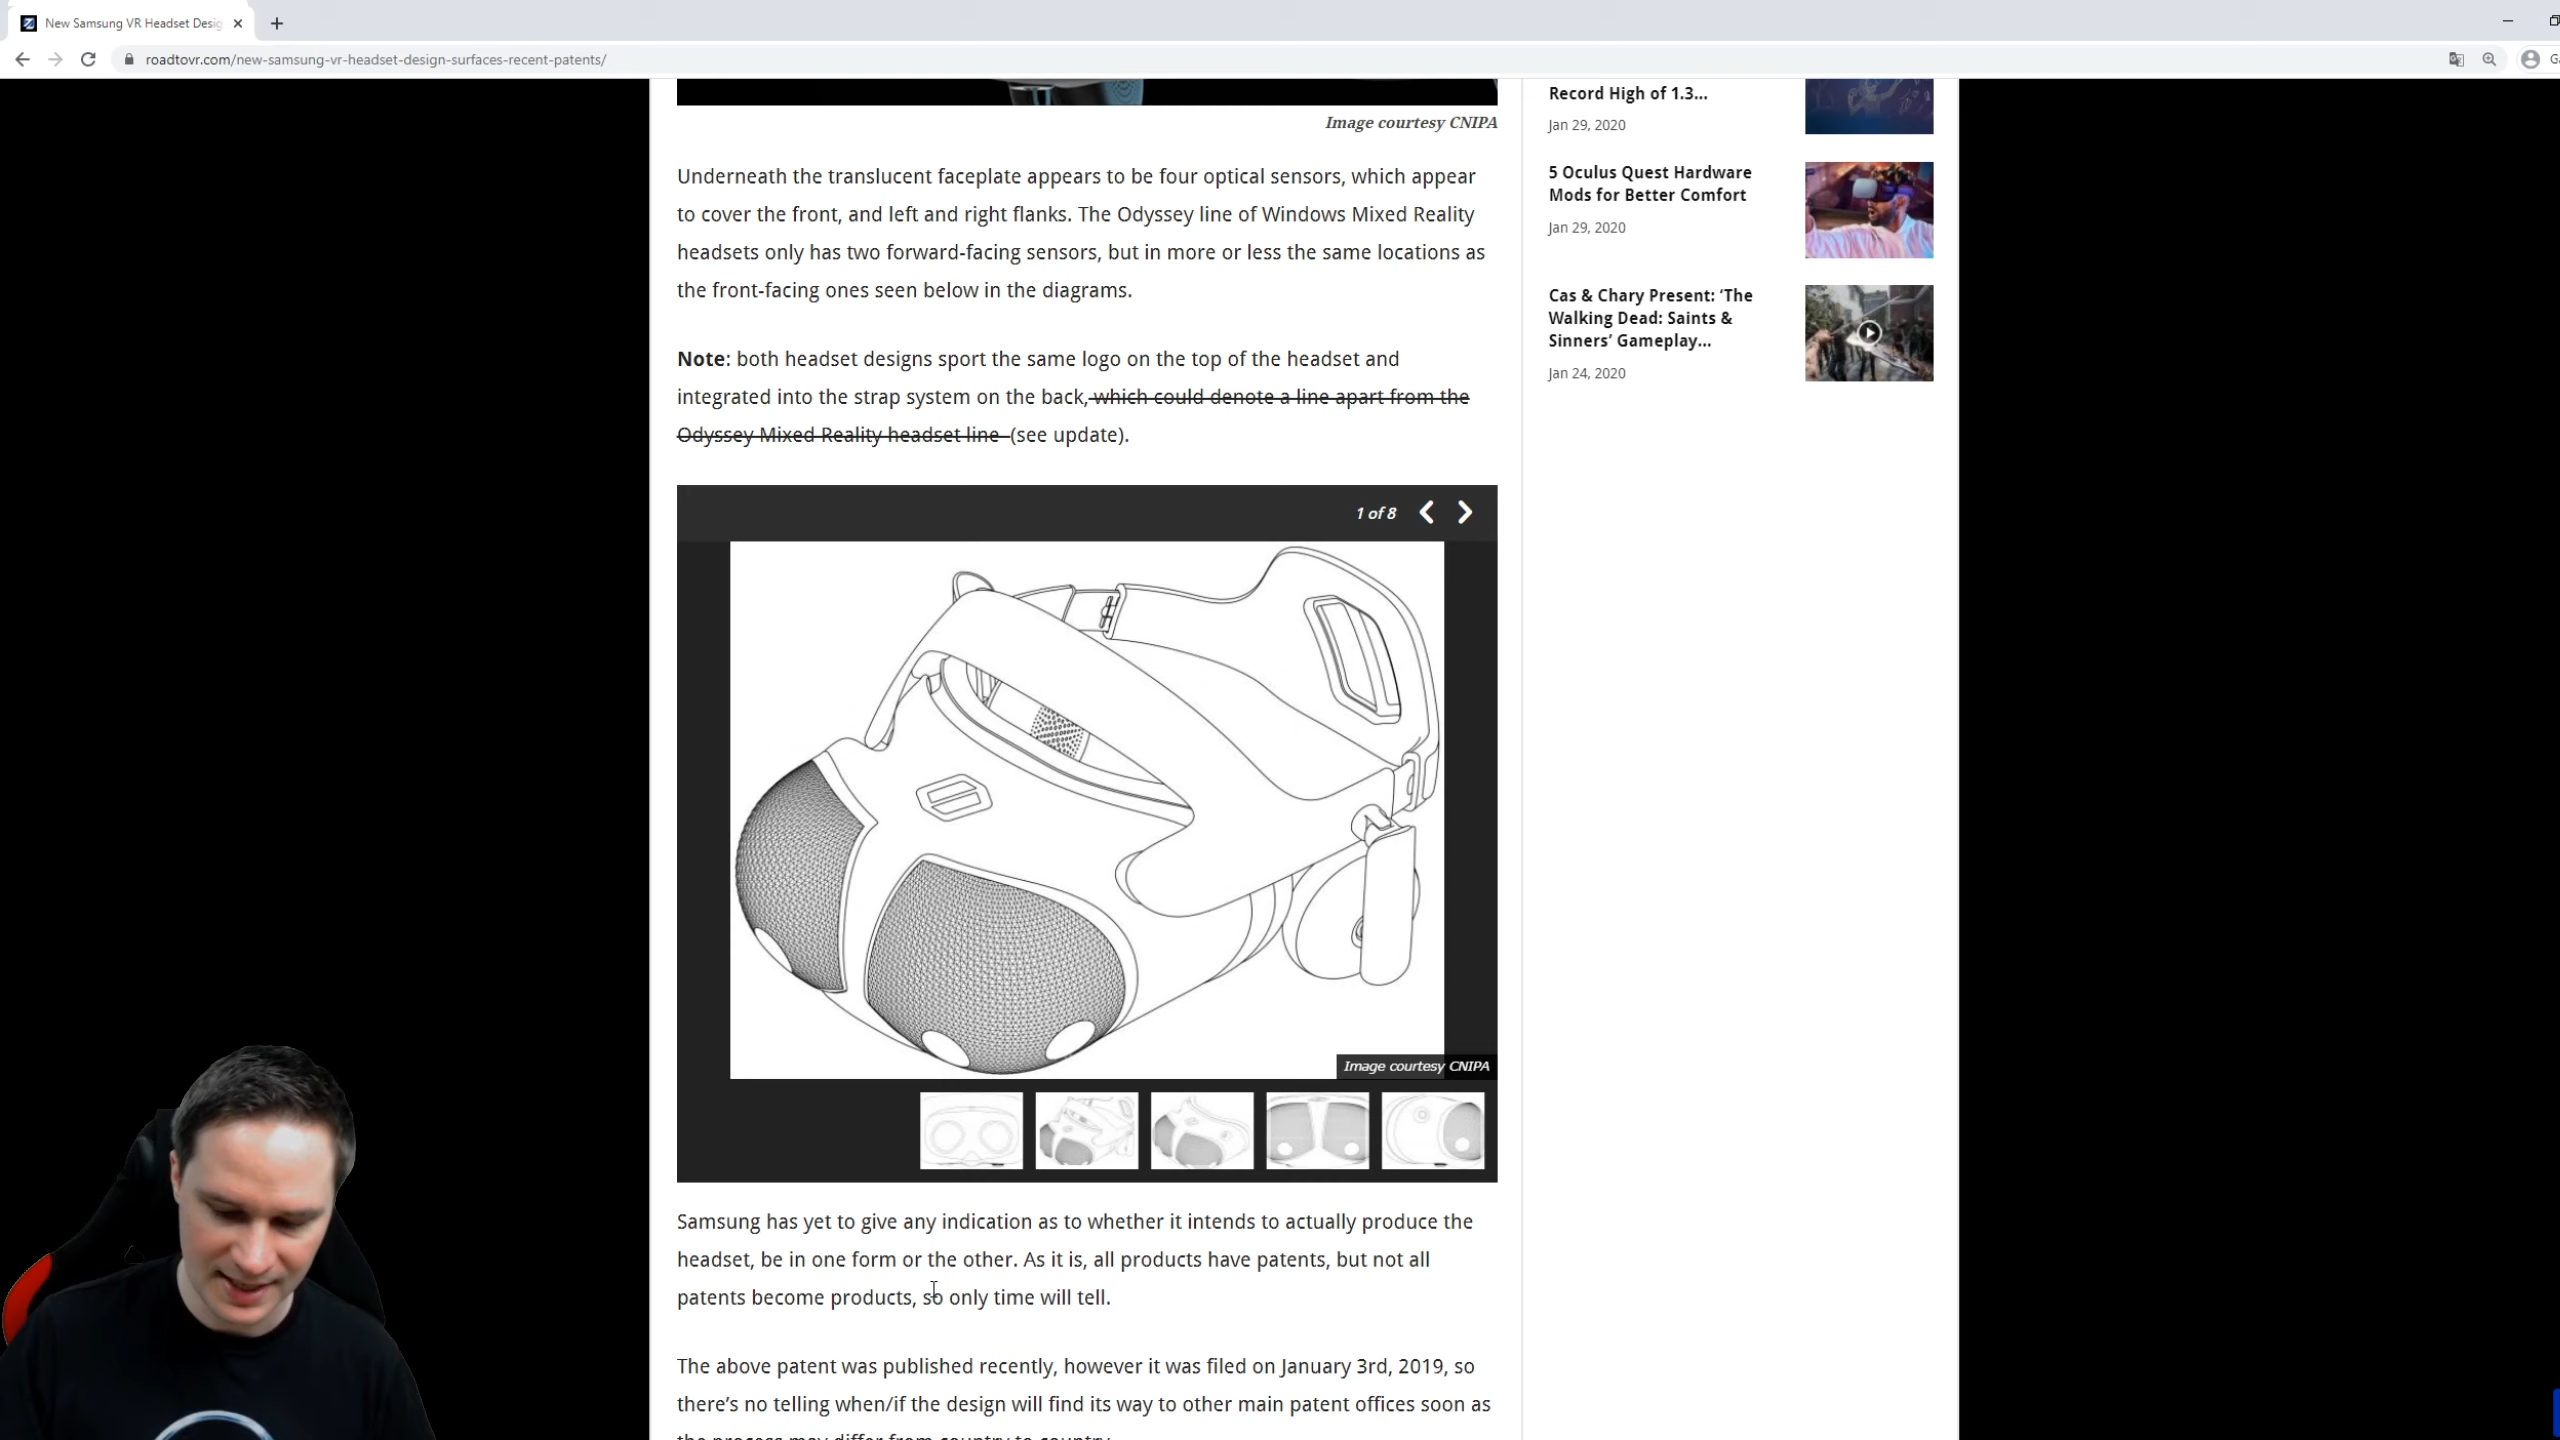 New Samsung VR Headset Desig
roadtovr.com/new-samsung-vr-headset-design-surfaces-recent-patents/
Image courtesy CNIPA
Underneath the translucent faceplate appears to be four optical sensors, which appear
to cover the front, and left and right flanks. The Odyssey line of Windows Mixed Reality
headsets only has two forward-facing sensors, but in more or less the same locations as
the front-facing ones seen below in the diagrams.
Note: both headset designs sport the same logo on the top of the headset and
integrated into the strap system on the back, which could denote a line apart from the
Odyssey Mixed Reality headset line (see update).
1 of 8
Image courtesy CNIPA
Samsung has yet to give any indication as to whether it intends to actually produce the
headset, be in one form or the other. As it is, all products have patents, but not all
patents become products, so only time will tell.
The above patent was published recently, however it was filed on January 3rd, 2019, so
there's no telling when/if the design will find its way to other main patent offices soon as
the process may differ from country to country.
Record High of 1.3...
Jan 29, 2020
5 Oculus Quest Hardware
Mods for Better Comfort
Jan 29, 2020
Cas & Chary Present: 'The
Walking Dead: Saints &
Sinners' Gameplay...
Jan 24, 2020